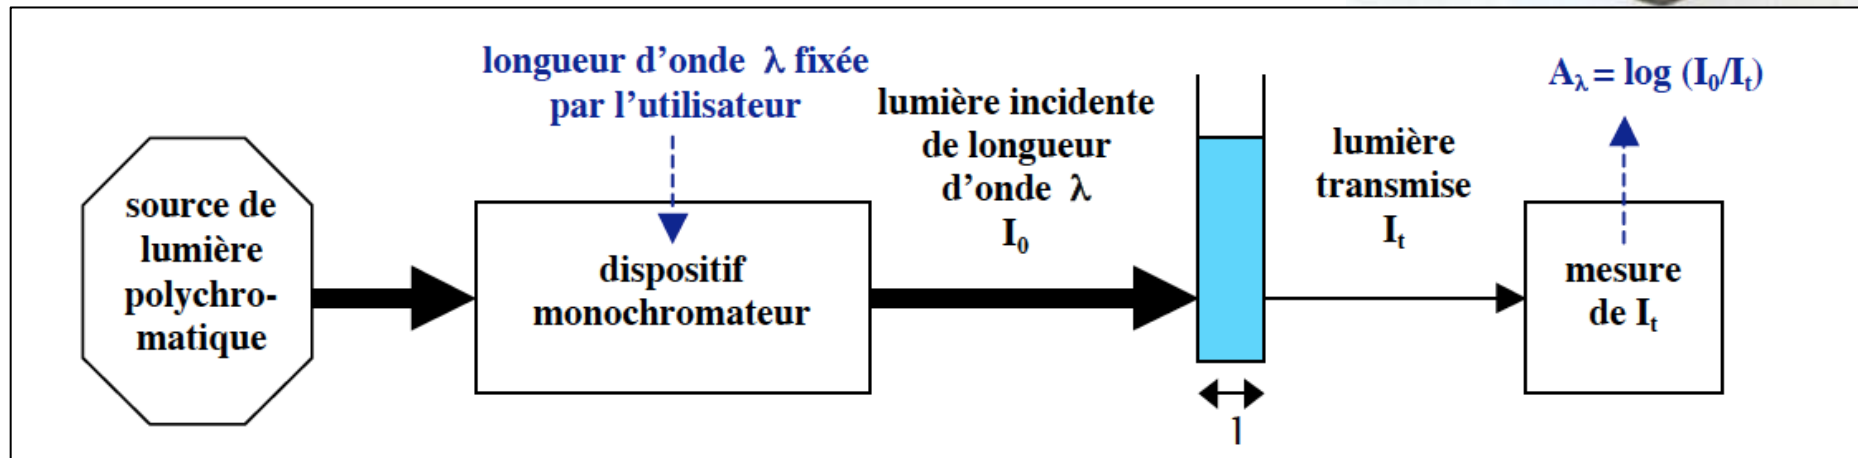 source de
lumière
polychro-
matique
longueur d'onde λ fixée
par l'utilisateur
dispositif
monochromateur
lumière incidente
de longueur
d'onde λ
I₀
l
lumière
transmise
Iₜ
A_λ = log (I₀/Iₜ)
mesure
de Iₜ